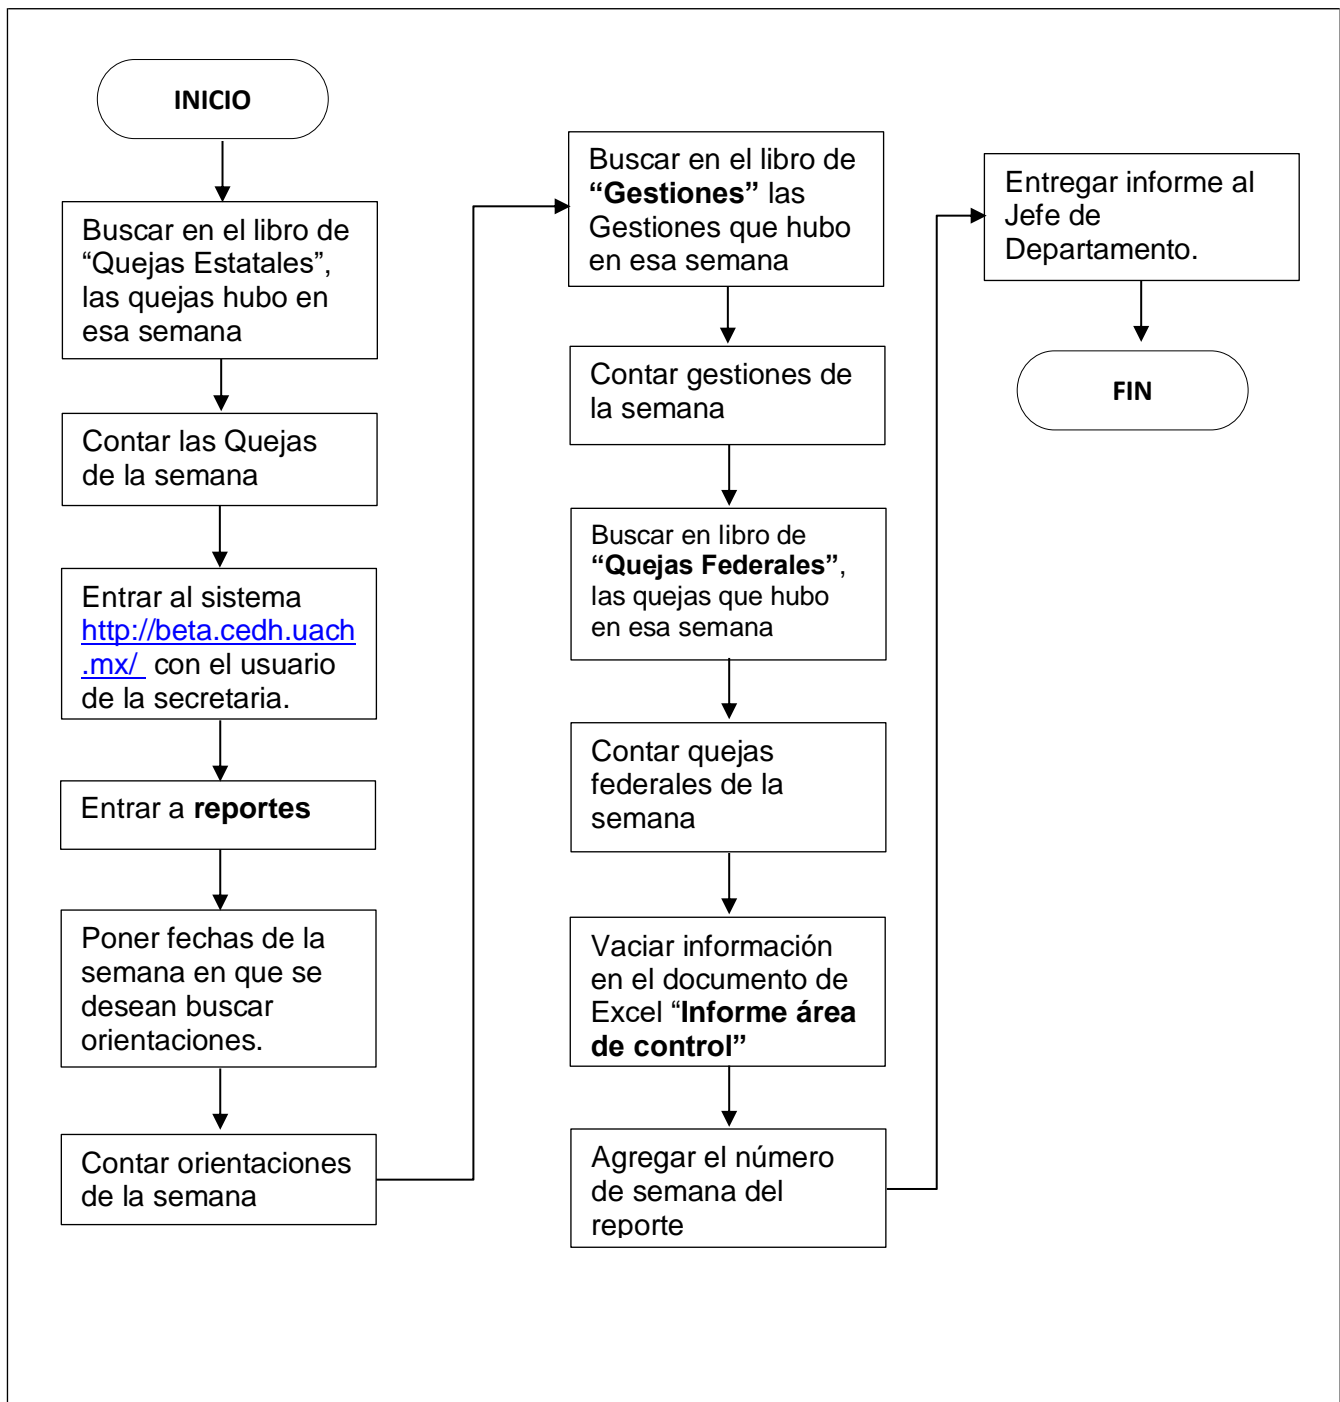 INICIO
Buscar en el libro de
“Quejas Estatales”,
las quejas hubo en
esa semana
Contar las Quejas
de la semana
Entrar al sistema
http://beta.cedh.uach
.mx/ con el usuario
de la secretaria.
Entrar a reportes
Poner fechas de la
semana en que se
desean buscar
orientaciones.
Contar orientaciones
de la semana
Buscar en el libro de
“Gestiones” las
Gestiones que hubo
en esa semana
Contar gestiones de
la semana
Buscar en libro de
“Quejas Federales”,
las quejas que hubo
en esa semana
Contar quejas
federales de la
semana
Vaciar información
en el documento de
Excel “Informe área
de control”
Agregar el número
de semana del
reporte
Entregar informe al
Jefe de
Departamento.
FIN